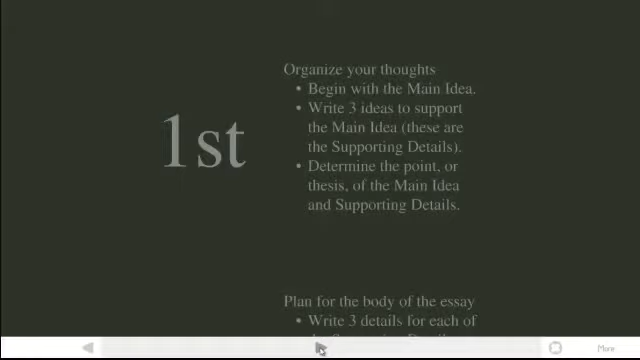 1st
Organize your thoughts
• Begin with the Main Idea.
• Write 3 ideas to support
the Main Idea (these are
the Supporting Details).
• Determine the point, or
thesis, of the Main Idea
and Supporting Details.
Plan for the body of the essay
• Write 3 details for each of
More